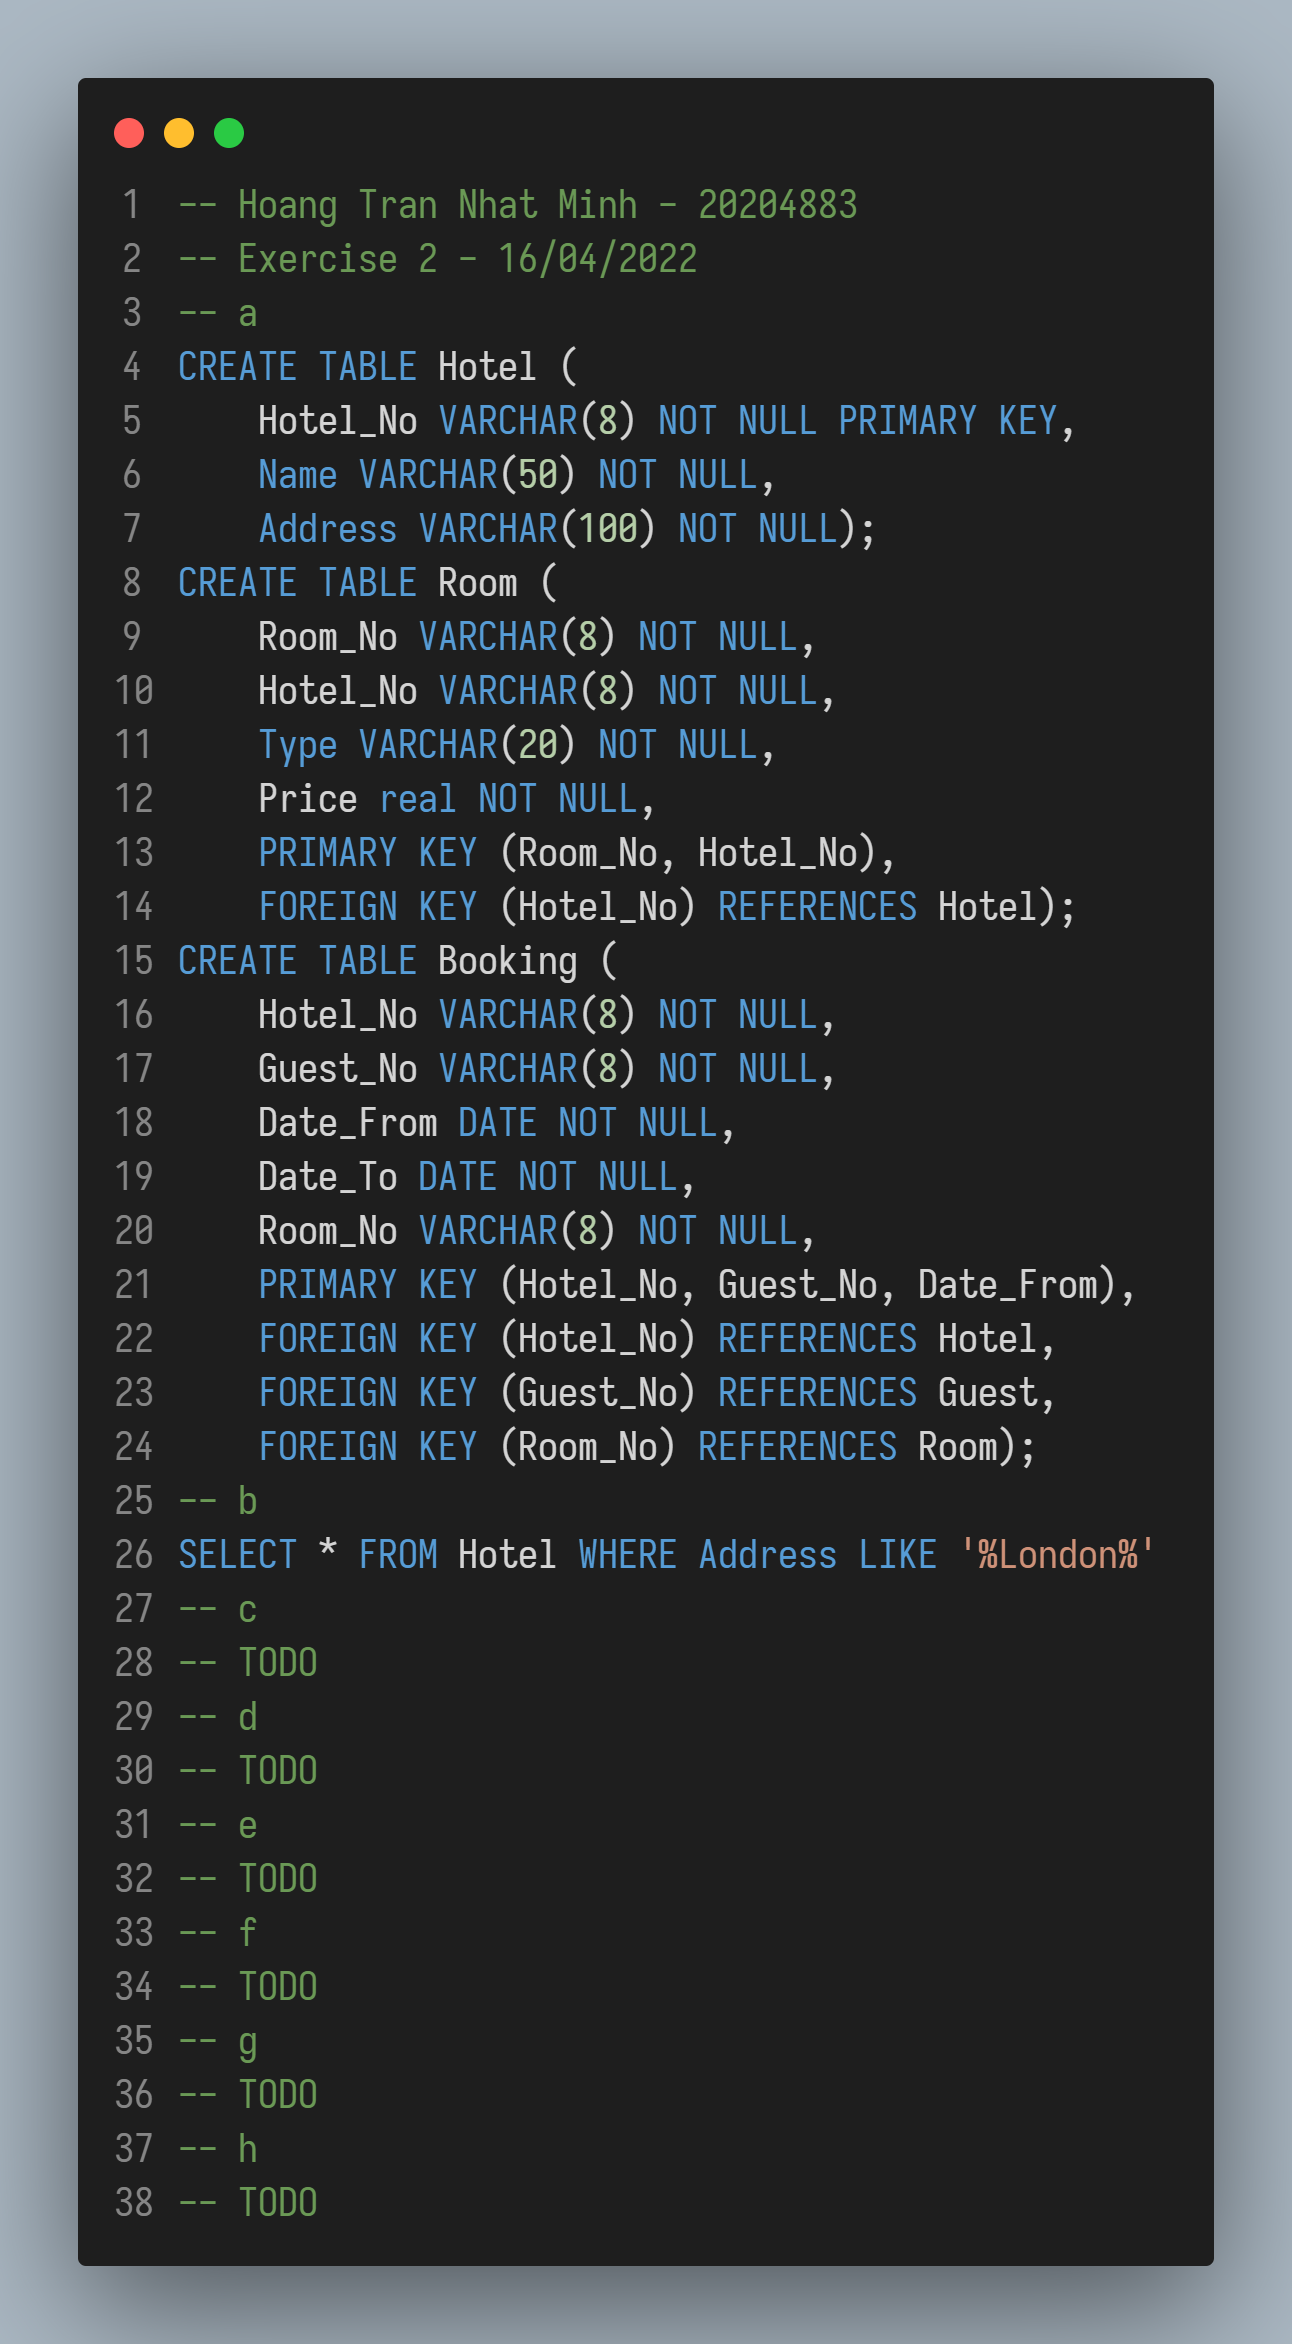 1 -- Hoang Tran Nhat Minh - 20204883
2 -- Exercise 2 - 16/04/2022
3 -- a
4 CREATE TABLE Hotel (
5     Hotel_No VARCHAR(8) NOT NULL PRIMARY KEY,
6     Name VARCHAR(50) NOT NULL,
7     Address VARCHAR(100) NOT NULL);
8 CREATE TABLE Room (
9     Room_No VARCHAR(8) NOT NULL,
10     Hotel_No VARCHAR(8) NOT NULL,
11     Type VARCHAR(20) NOT NULL,
12     Price real NOT NULL,
13     PRIMARY KEY (Room_No, Hotel_No),
14     FOREIGN KEY (Hotel_No) REFERENCES Hotel);
15 CREATE TABLE Booking (
16     Hotel_No VARCHAR(8) NOT NULL,
17     Guest_No VARCHAR(8) NOT NULL,
18     Date_From DATE NOT NULL,
19     Date_To DATE NOT NULL,
20     Room_No VARCHAR(8) NOT NULL,
21     PRIMARY KEY (Hotel_No, Guest_No, Date_From),
22     FOREIGN KEY (Hotel_No) REFERENCES Hotel,
23     FOREIGN KEY (Guest_No) REFERENCES Guest,
24     FOREIGN KEY (Room_No) REFERENCES Room);
25 -- b
26 SELECT * FROM Hotel WHERE Address LIKE '%London%'
27 -- c
28 -- TODO
29 -- d
30 -- TODO
31 -- e
32 -- TODO
33 -- f
34 -- TODO
35 -- g
36 -- TODO
37 -- h
38 -- TODO